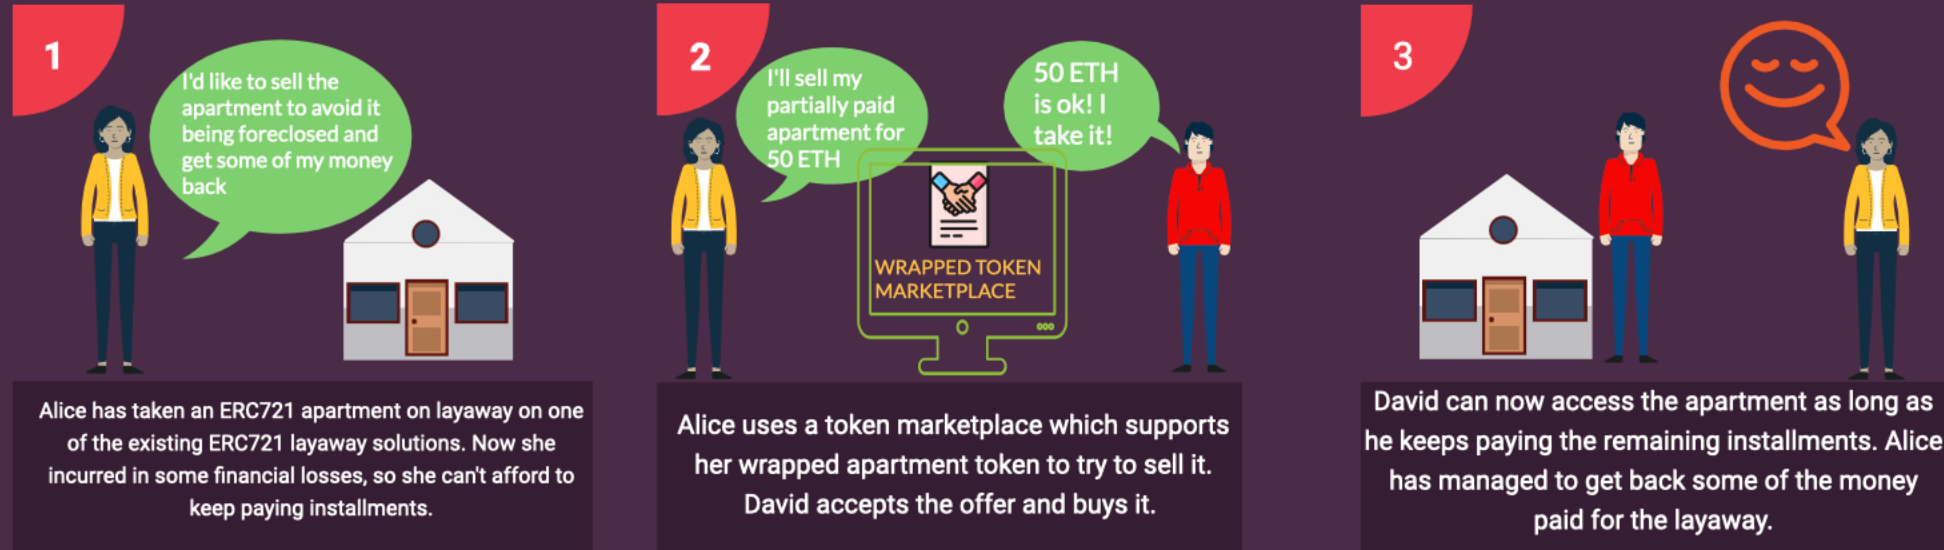 1
I'd like to sell the
apartment to avoid it
being foreclosed and
get some of my money
back
Alice has taken an ERC721 apartment on layaway on one
of the existing ERC721 layaway solutions. Now she
incurred in some financial losses, so she can't afford to
keep paying installments.
2
I'll sell my
partially paid
apartment for
50 ETH
50 ETH
is ok! I
take it!
WRAPPED TOKEN
MARKETPLACE
Alice uses a token marketplace which supports
her wrapped apartment token to try to sell it.
David accepts the offer and buys it.
3
David can now access the apartment as long as
he keeps paying the remaining installments. Alice
has managed to get back some of the money
paid for the layaway.